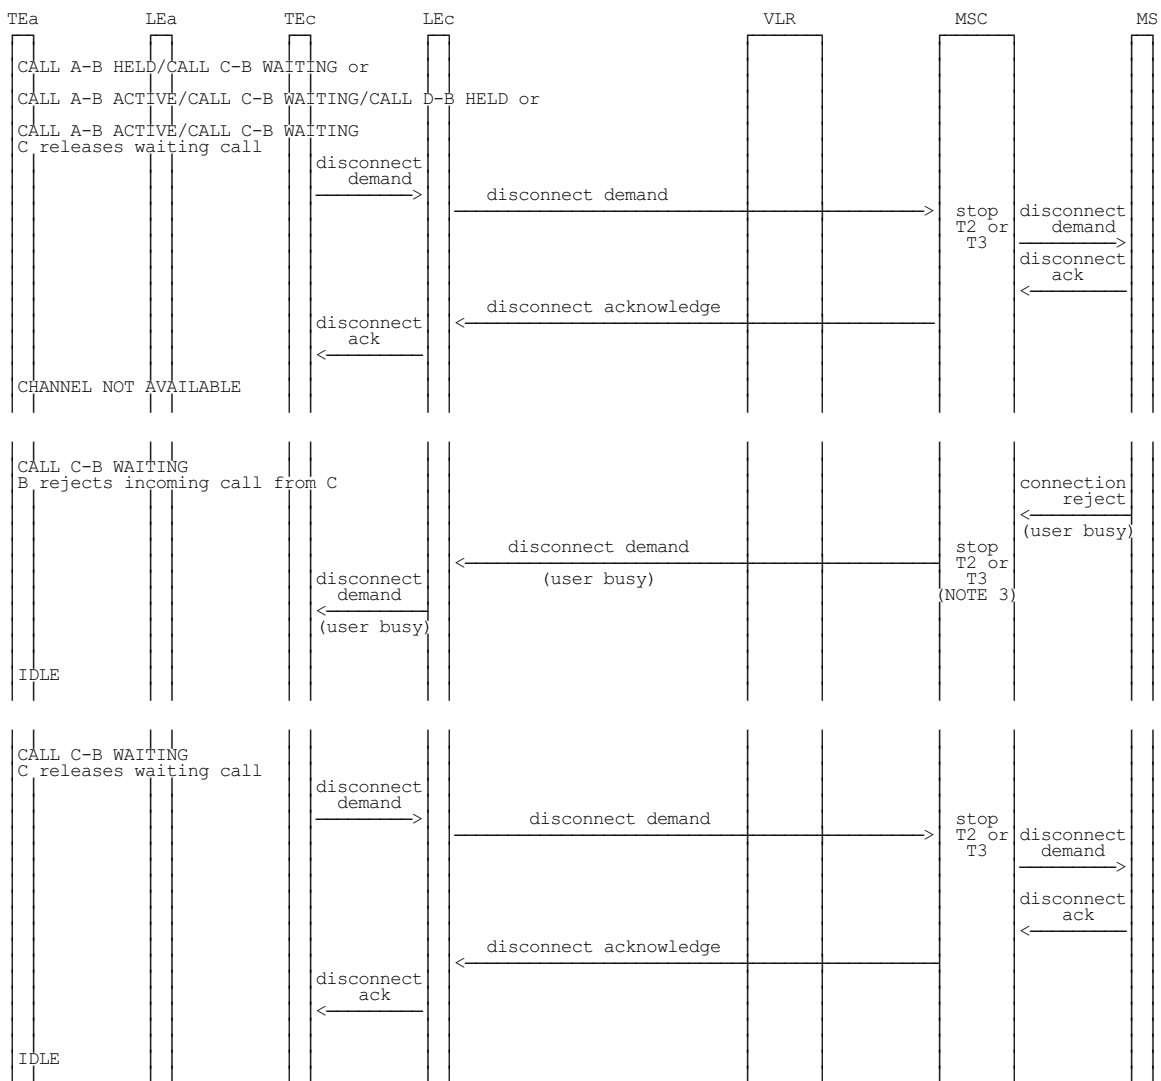 TEa LEa TEc LEc VLR MSC MS
CALL A-B HELD/CALL C-B WAITING or
CALL A-B ACTIVE/CALL C-B WAITING/CALL D-B HELD or
CALL A-B ACTIVE/CALL C-B WAITING
C releases waiting call
disconnect
demand
disconnect demand
stop
T2 or
T3
disconnect
demand
disconnect
ack
disconnect acknowledge
disconnect
ack
CHANNEL NOT AVAILABLE
CALL C-B WAITING
B rejects incoming call from C
connection
reject
(user busy)
disconnect demand
(user busy)
stop
T2 or
T3
(NOTE 3)
disconnect
demand
(user busy)
IDLE
CALL C-B WAITING
C releases waiting call
disconnect
demand
disconnect demand
stop
T2 or
T3
disconnect
demand
disconnect
ack
disconnect acknowledge
disconnect
ack
IDLE